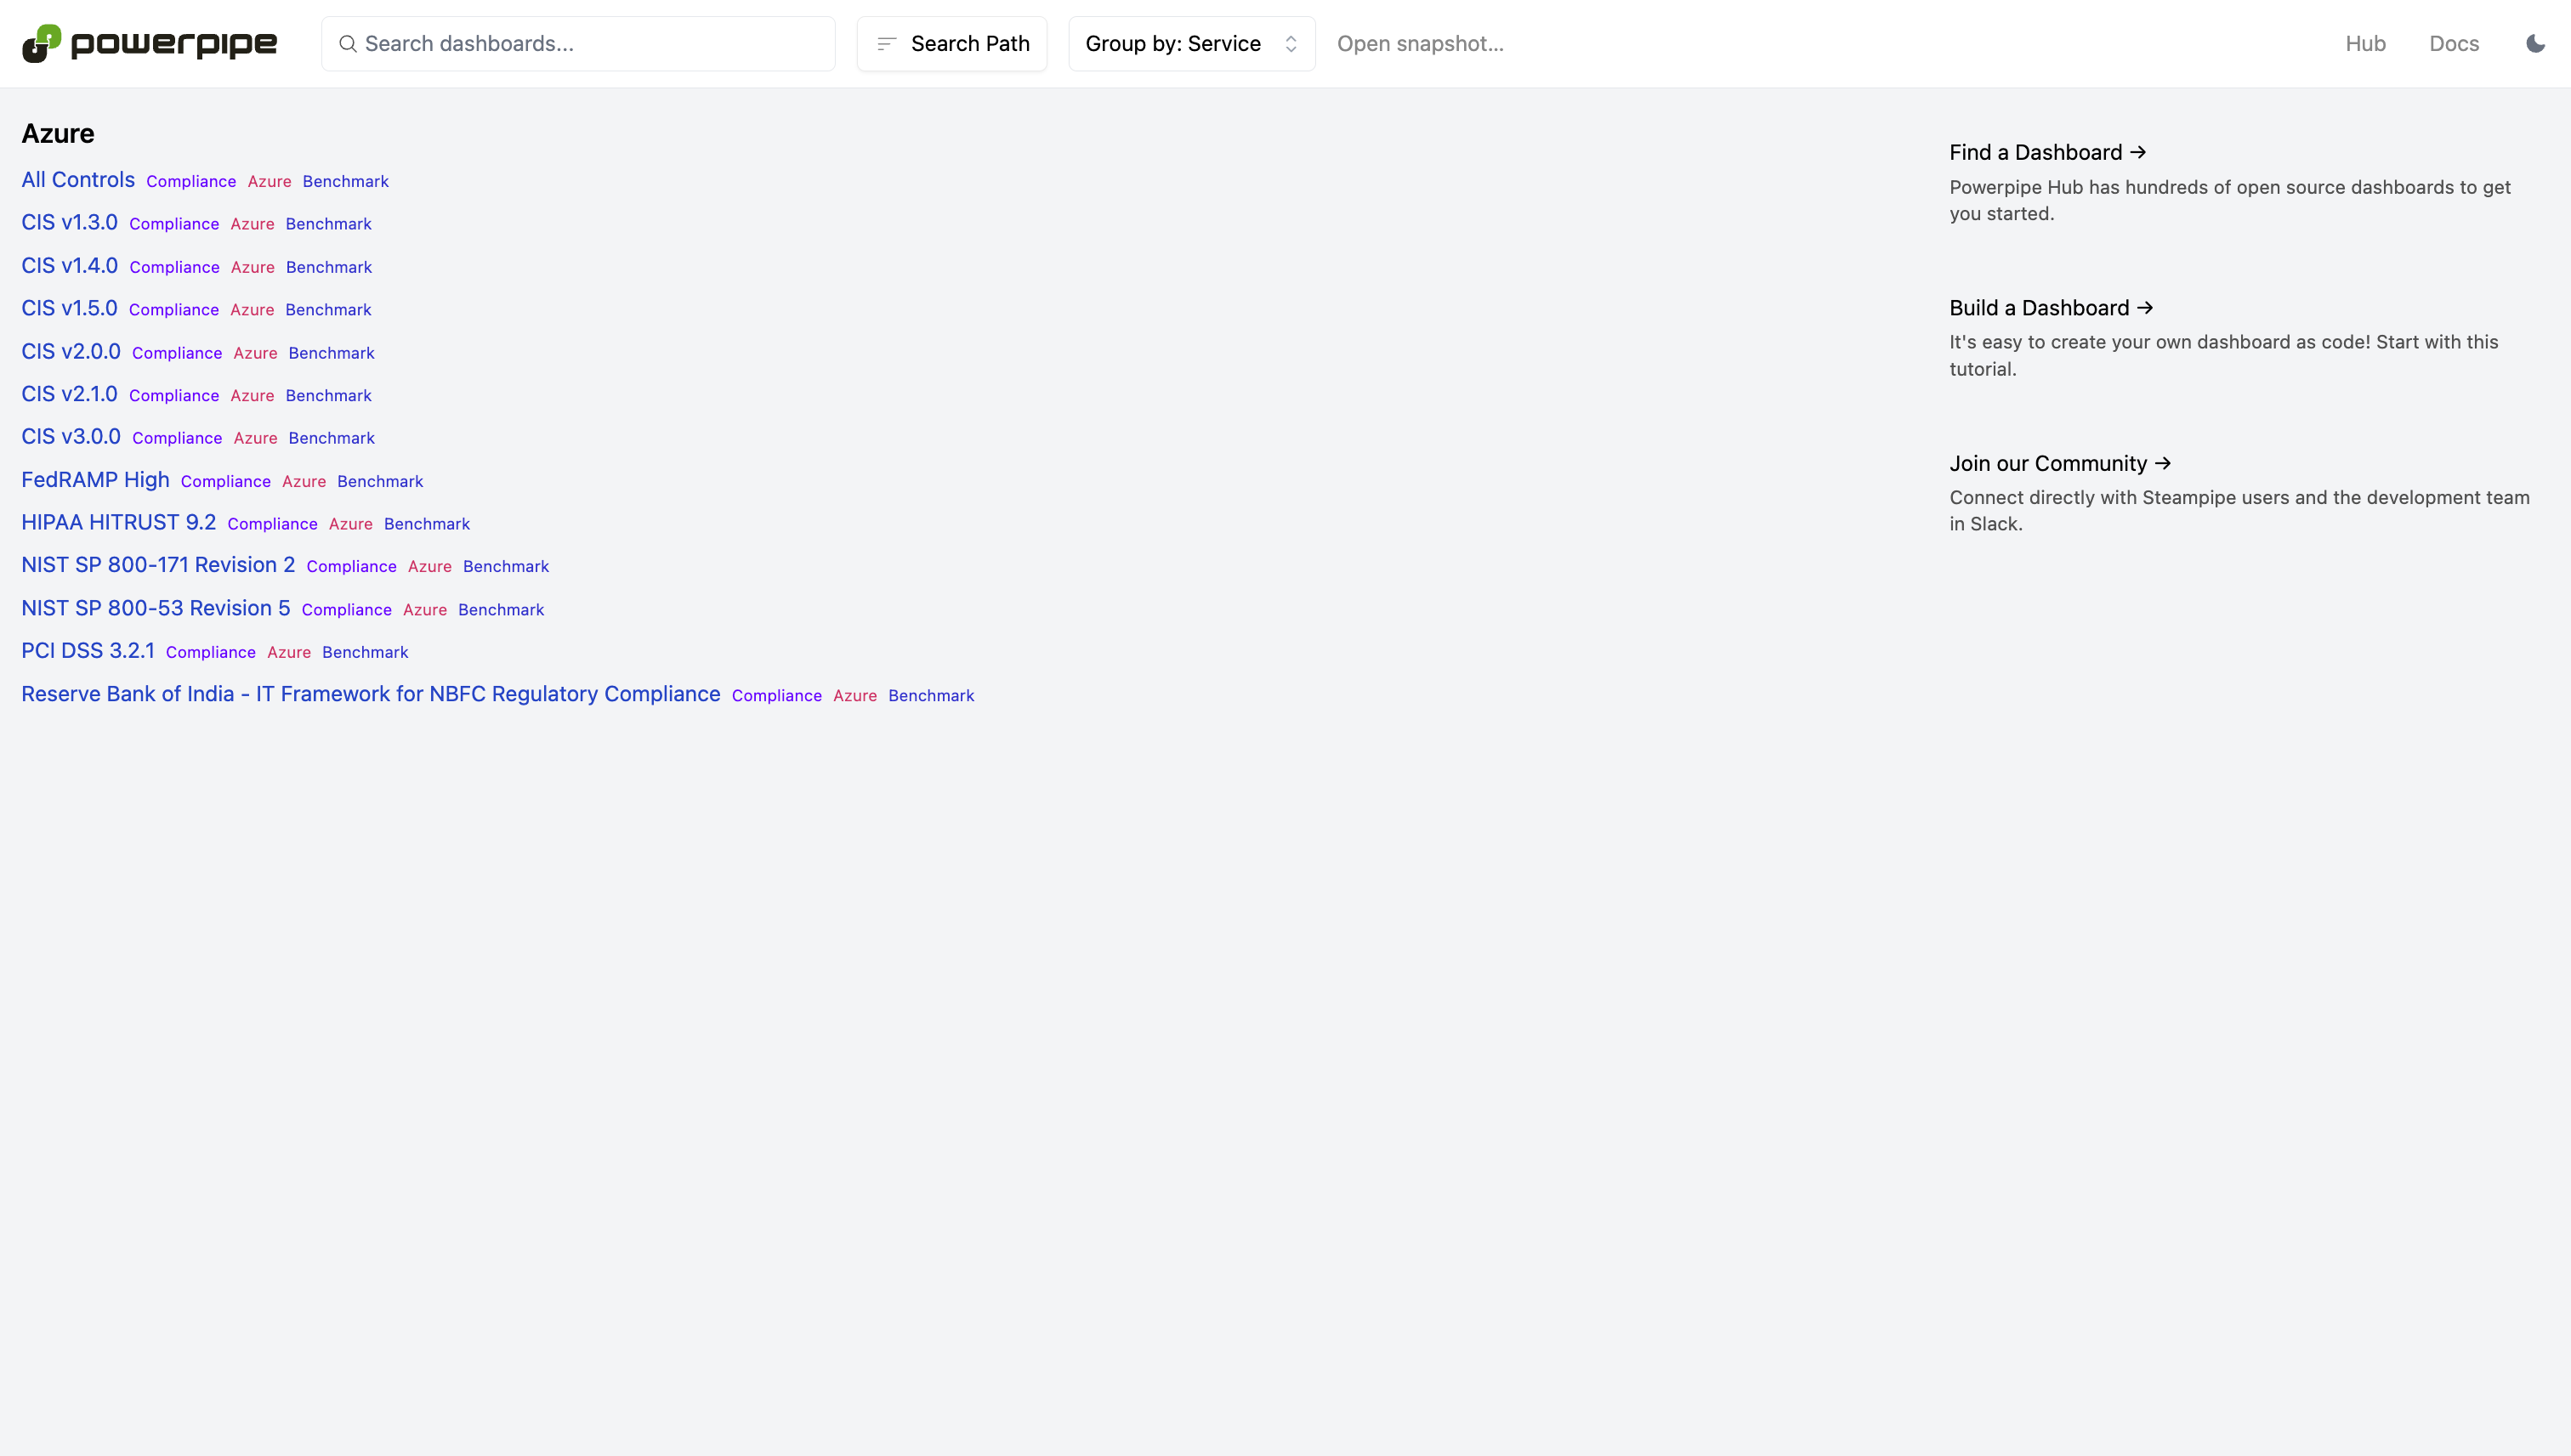 powerpipe
Search dashboards...
Search Path
Group by: Service
Open snapshot...
Hub
Docs
Azure
All Controls Compliance Azure Benchmark
CIS v1.3.0 Compliance Azure Benchmark
CIS v1.4.0 Compliance Azure Benchmark
CIS v1.5.0 Compliance Azure Benchmark
CIS v2.0.0 Compliance Azure Benchmark
CIS v2.1.0 Compliance Azure Benchmark
CIS v3.0.0 Compliance Azure Benchmark
FedRAMP High Compliance Azure Benchmark
HIPAA HITRUST 9.2 Compliance Azure Benchmark
NIST SP 800-171 Revision 2 Compliance Azure Benchmark
NIST SP 800-53 Revision 5 Compliance Azure Benchmark
PCI DSS 3.2.1 Compliance Azure Benchmark
Reserve Bank of India - IT Framework for NBFC Regulatory Compliance Compliance Azure Benchmark
Find a Dashboard →
Powerpipe Hub has hundreds of open source dashboards to get
you started.
Build a Dashboard →
It's easy to create your own dashboard as code! Start with this
tutorial.
Join our Community →
Connect directly with Steampipe users and the development team
in Slack.